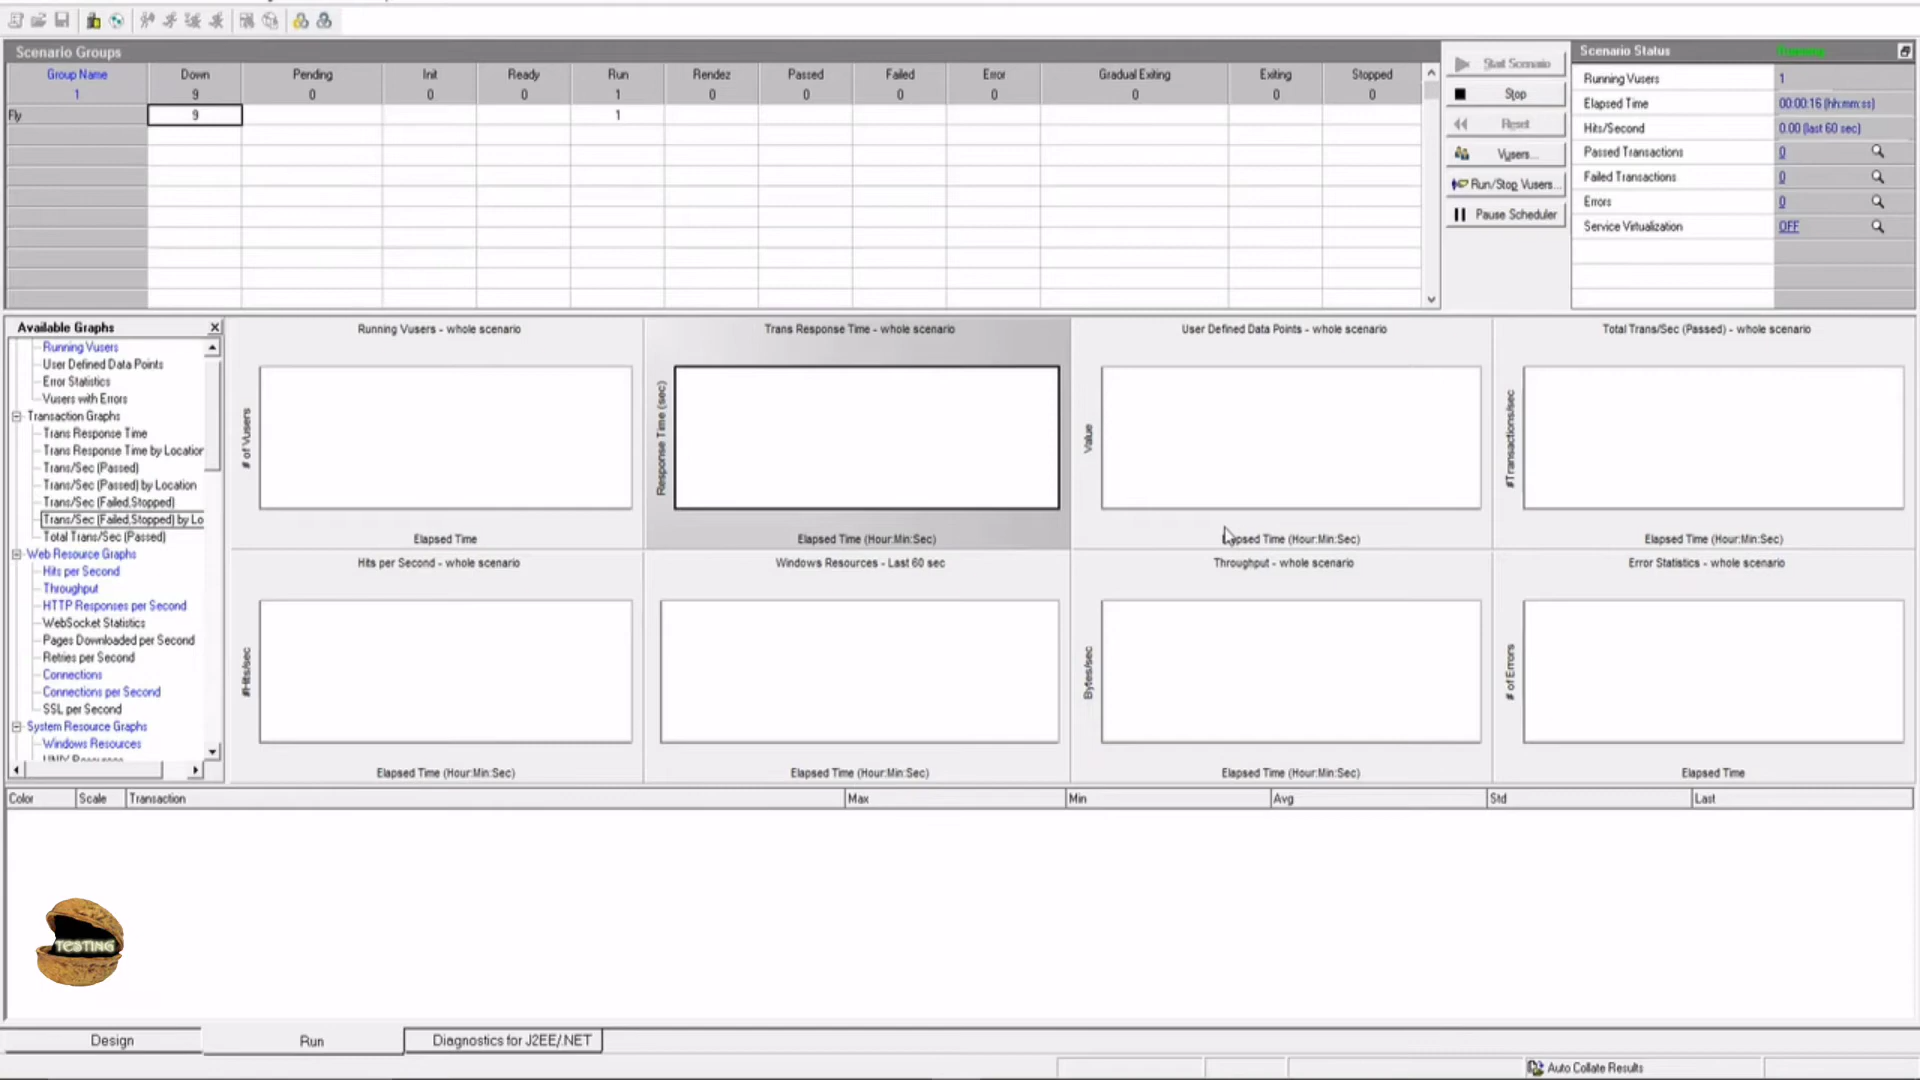 Scenario Groups
Group Name Down Pending Init Ready Run Rendez Passed Failed Error Gradual Exiting Exiting Stopped
1 9 0 0 0 1 0 0 0 0 0 0 0
Fly 9 1
Start Scenario
Stop
Reset
Vusers...
Run/Stop Vusers...
Pause Scheduler
Scenario Status
Running Vusers 1
Elapsed Time 00:00:16 (hh:mm:ss)
Hits/Second 0.00 (last 60 sec)
Passed Transactions 0
Failed Transactions 0
Errors 0
Service Virtualization OFF
Available Graphs
Running Vusers
User Defined Data Points
Error Statistics
Vusers with Errors
Transaction Graphs
Trans Response Time
Trans Response Time by Location
Trans/Sec (Passed)
Trans/Sec (Passed) by Location
Trans/Sec (Failed,Stopped)
Trans/Sec (Failed,Stopped) by Lo
Total Trans/Sec (Passed)
Web Resource Graphs
Hits per Second
Throughput
HTTP Responses per Second
WebSocket Statistics
Pages Downloaded per Second
Retries per Second
Connections
Connections per Second
SSL per Second
System Resource Graphs
Windows Resources
Running Vusers - whole scenario
# of Vusers
Elapsed Time
Trans Response Time - whole scenario
Response Time (sec)
Elapsed Time (Hour:Min:Sec)
User Defined Data Points - whole scenario
Value
Elapsed Time (Hour:Min:Sec)
Total Trans/Sec (Passed) - whole scenario
#Transactions/sec
Elapsed Time (Hour:Min:Sec)
Hits per Second - whole scenario
#Hits/sec
Elapsed Time (Hour:Min:Sec)
Windows Resources - Last 60 sec
Elapsed Time (Hour:Min:Sec)
Throughput - whole scenario
Bytes/sec
Elapsed Time (Hour:Min:Sec)
Error Statistics - whole scenario
# of Errors
Elapsed Time
Color Scale Transaction Max Min Avg Std Last
TESTING
Design Run Diagnostics for J2EE/.NET
Auto Collate Results